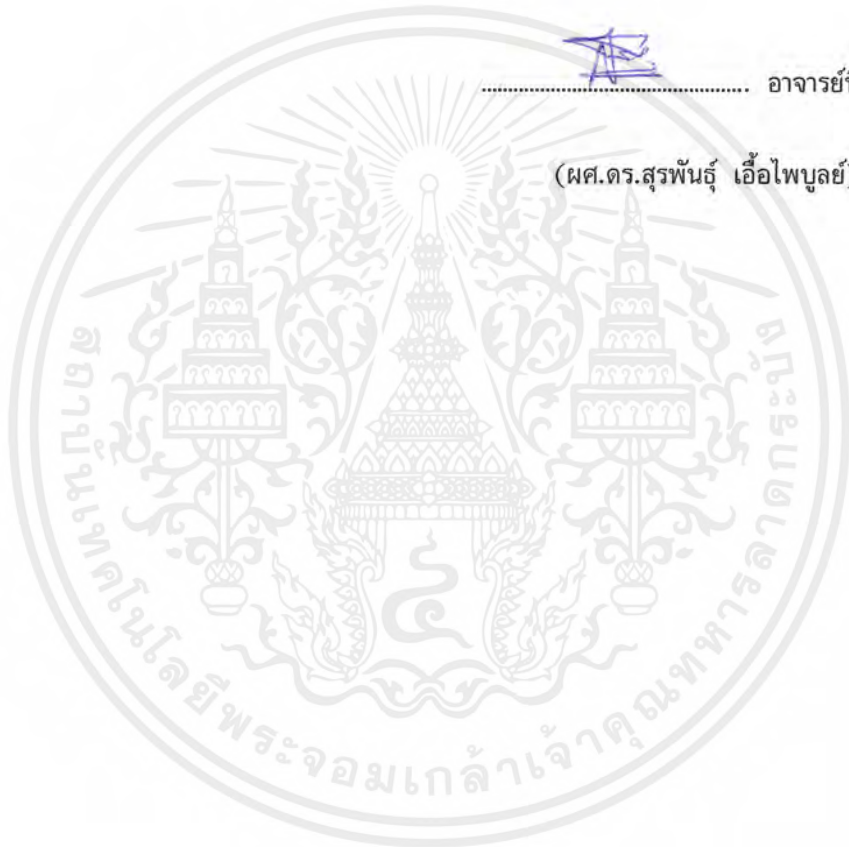 อาจารย์
(ผศ.ดร.สุรพันธุ์ เอื้อไพบูลย์)
สถาบันเทคโนโลยีพระจอมเกล้าเจ้าคุณทหารลาดกระบัง